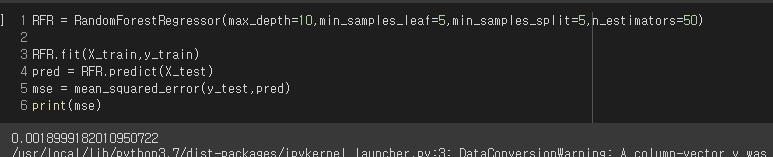 ] 1 RFR = RandomForestRegressor(max_depth=10,min_samples_leaf=5,min_samples_split=5,n_estimators=50)
2
3 RFR.fit(X_train,y_train)
4 pred = RFR.predict(X_test)
5 mse = mean_squared_error(y_test,pred)
6 print(mse)
0.0018999182010950722
/usr/local/lib/python3.7/dist-packages/ipykernel_launcher.py:3: DataConversionWarning: A column-vector y was